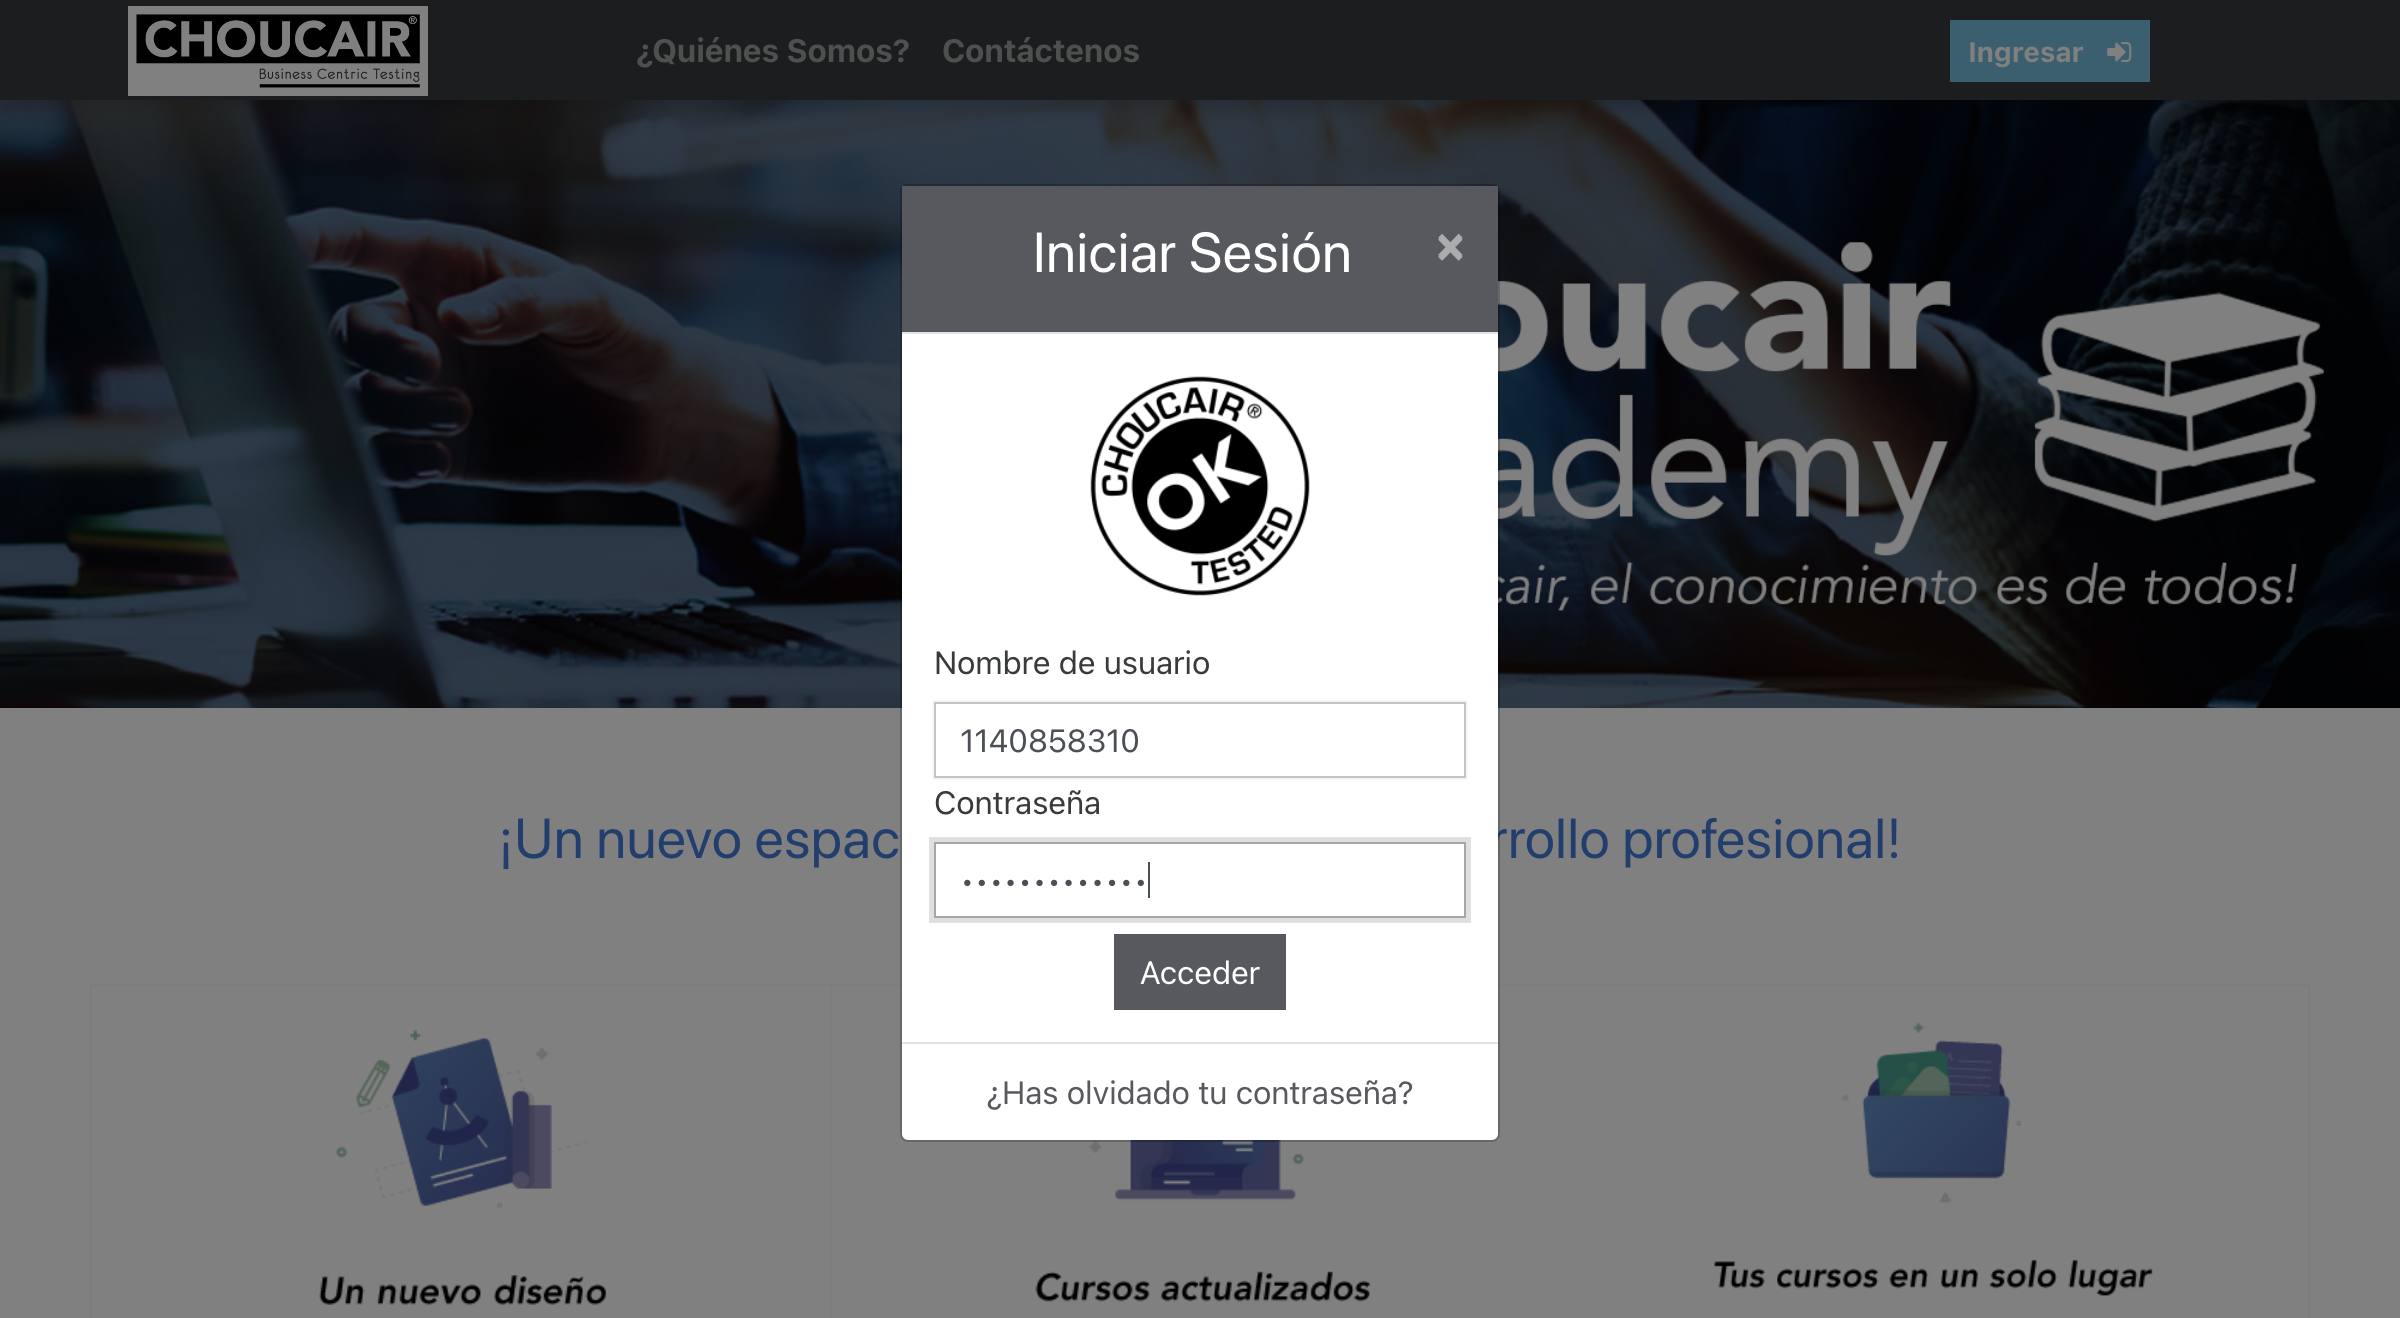 CHOUCAIR®
Business Centric Testing
¿Quiénes Somos?
Contáctenos
Ingresar
Iniciar Sesión
×
oucair
ademy
cair, el conocimiento es de todos!
CHOUCAIR®
OK
TESTED
Nombre de usuario
1140858310
Contraseña
•••••••••••••
Acceder
¿Has olvidado tu contraseña?
¡Un nuevo espac
rrollo profesional!
Un nuevo diseño
Cursos actualizados
Tus cursos en un solo lugar